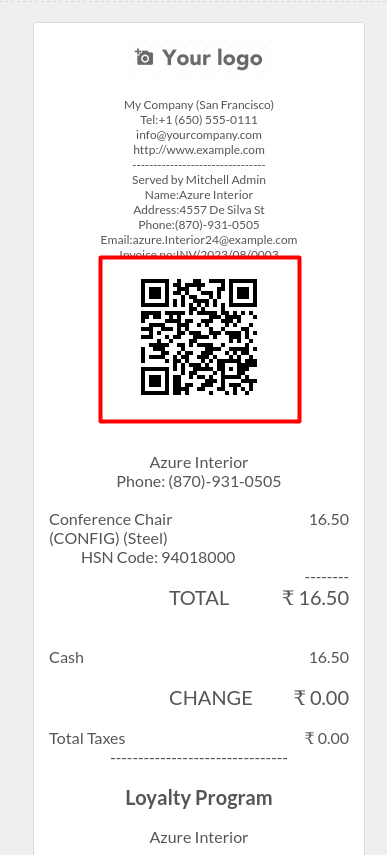 Your logo
My Company (San Francisco)
Tel:+1 (650) 555-0111
info@yourcompany.com
http://www.example.com
--------------------------------
Served by Mitchell Admin
Name:Azure Interior
Address:4557 De Silva St
Phone:(870)-931-0505
Email:azure.Interior24@example.com
Invoice no:INV/2023/08/0003
Azure Interior
Phone: (870)-931-0505
Conference Chair 16.50
(CONFIG) (Steel)
HSN Code: 94018000
--------
TOTAL ₹ 16.50
Cash 16.50
CHANGE ₹ 0.00
Total Taxes ₹ 0.00
--------------------------------
Loyalty Program
Azure Interior